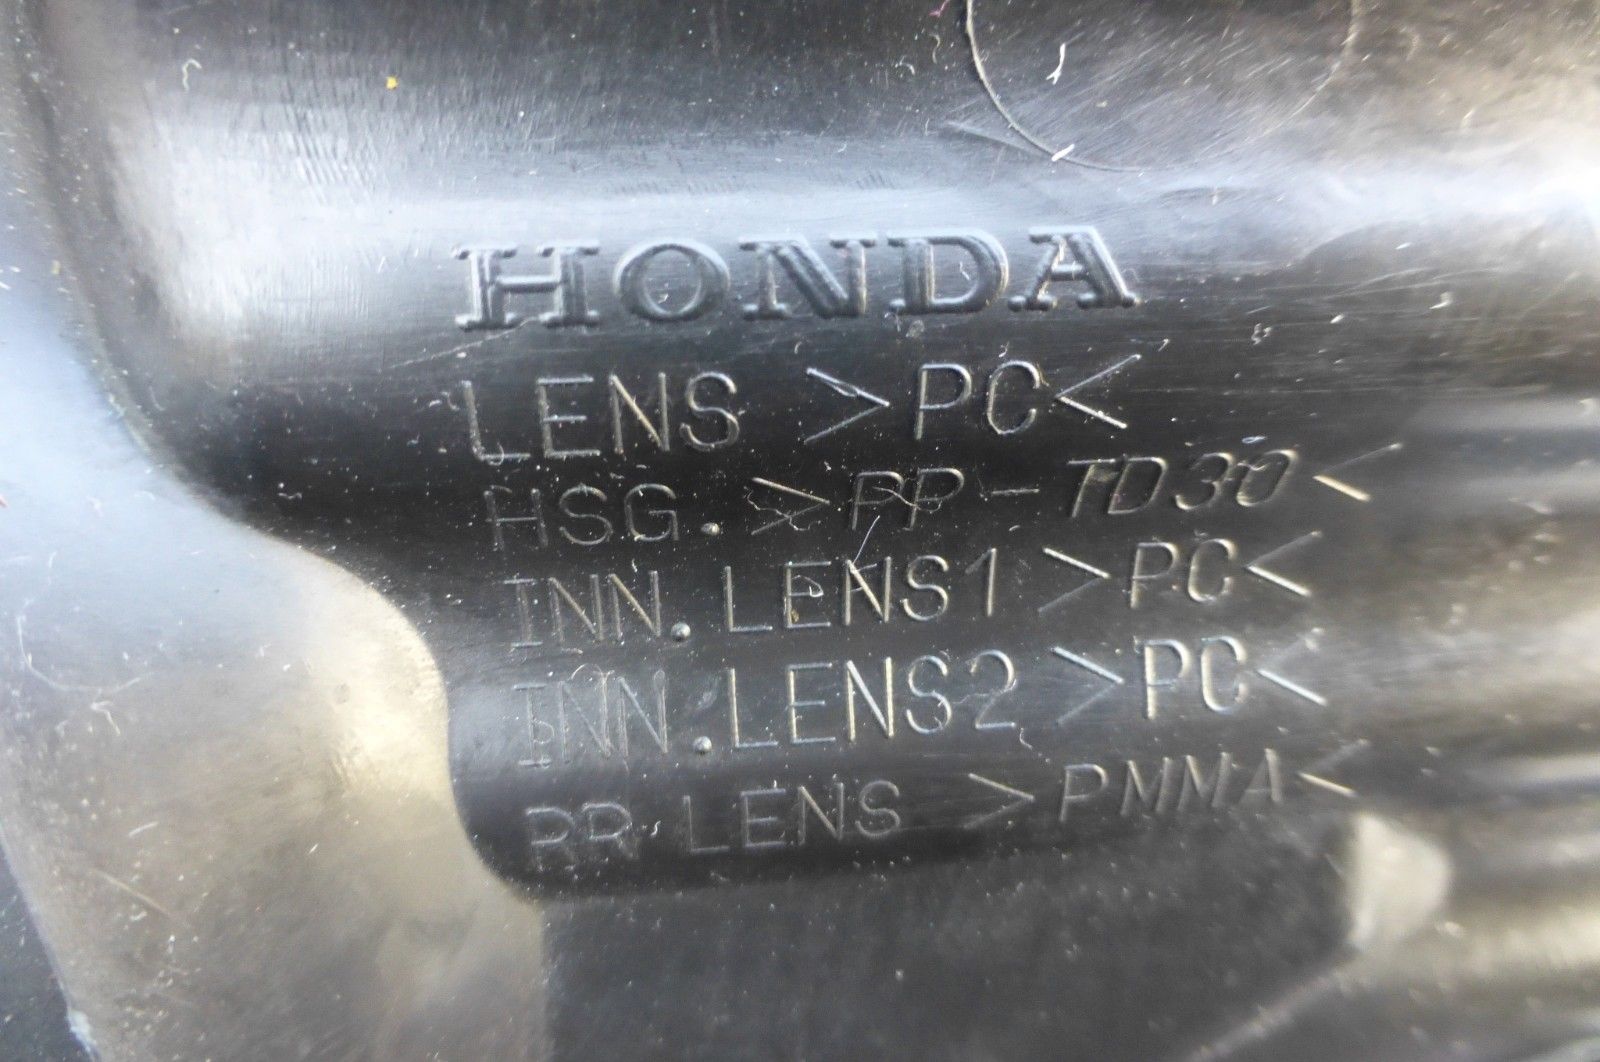 HONDA
LENS >PC<
HSG. >PP-TD30<
INN.LENS1 >PC<
INN.LENS2 >PC<
RR LENS >PMMA<